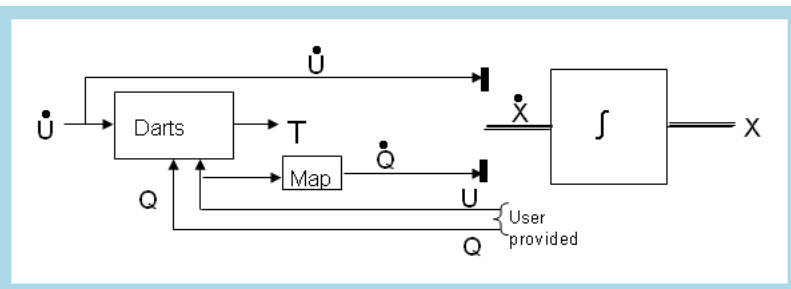 U̇
U̇
Darts
T
Ẋ
∫
X
Q̇
Map
Q
U
User
provided
Q